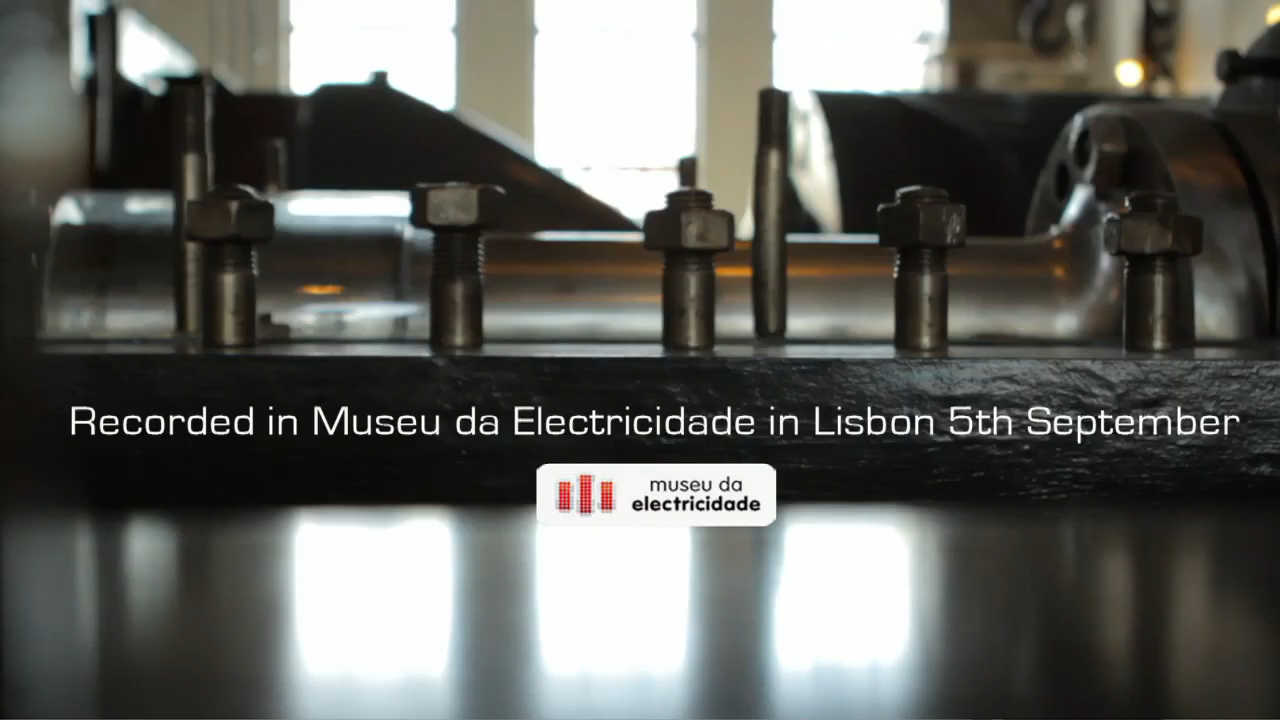 Recorded in Museu da Electricidade in Lisbon 5th September
museu da
electricidade